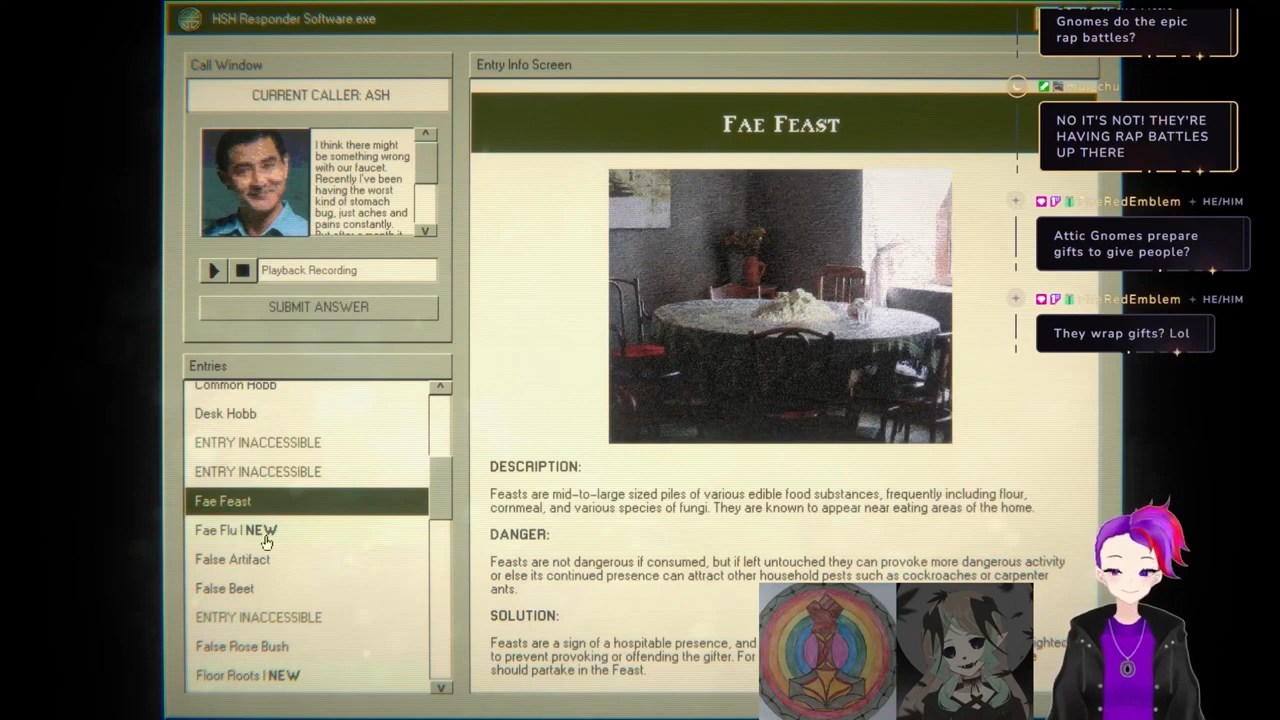 HSH Responder Software.exe
Call Window
CURRENT CALLER: ASH
I think there might
be something wrong
with our faucet.
Recently I've been
having the worst
kind of stomach
bug, just aches and
pains constantly.
But after a month it
Playback Recording
SUBMIT ANSWER
Entries
Common Hobb
Desk Hobb
ENTRY INACCESSIBLE
ENTRY INACCESSIBLE
Fae Feast
Fae Flu | NEW
False Artifact
False Beet
ENTRY INACCESSIBLE
False Rose Bush
Floor Roots | NEW
Entry Info Screen
FAE FEAST
DESCRIPTION:
Feasts are mid-to-large sized piles of various edible food substances, frequently including flour,
cornmeal, and various species of fungi. They are known to appear near eating areas of the home.
DANGER:
Feasts are not dangerous if consumed, but if left untouched they can provoke more dangerous activity
or else its continued presence can attract other household pests such as cockroaches or carpenter
ants.
SOLUTION:
Feasts are a sign of a hospitable presence, and
to prevent provoking or offending the gifter. For
should partake in the Feast.
Gnomes do the epic
rap battles?
NO IT'S NOT! THEY'RE
HAVING RAP BATTLES
UP THERE
RedEmblem + HE/HIM
Attic Gnomes prepare
gifts to give people?
RedEmblem + HE/HIM
They wrap gifts? Lol